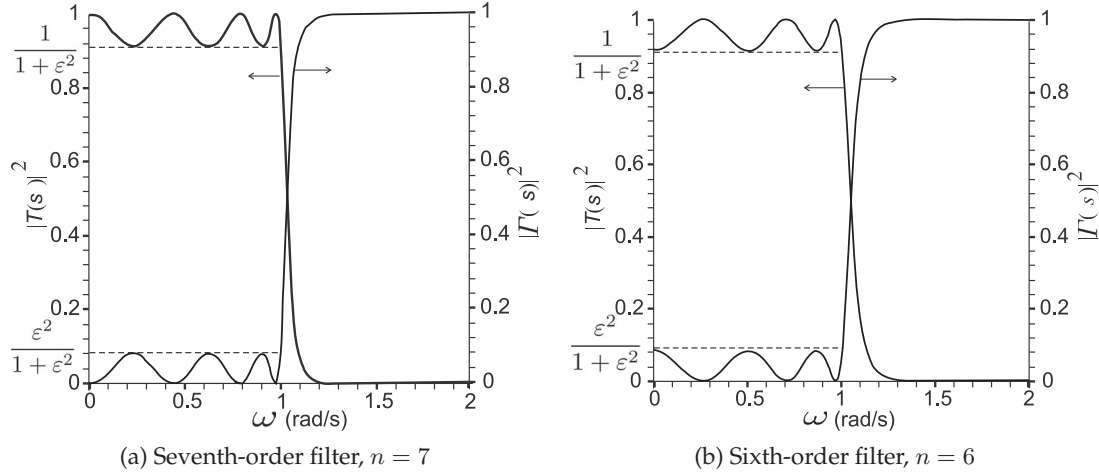 1
0.8
0.6
0.4
0.2
0
1/(1 + ε²)
ε²/(1 + ε²)
|T(s)|²
0 0.5 1 1.5 2
ω (rad/s)
1
0.8
0.6
0.4
0.2
0
|Γ(s)|²
(a) Seventh-order filter, n = 7
1
0.8
0.6
0.4
0.2
0
1/(1 + ε²)
ε²/(1 + ε²)
|T(s)|²
0 0.5 1 1.5 2
ω (rad/s)
1
0.8
0.6
0.4
0.2
0
|Γ(s)|²
(b) Sixth-order filter, n = 6